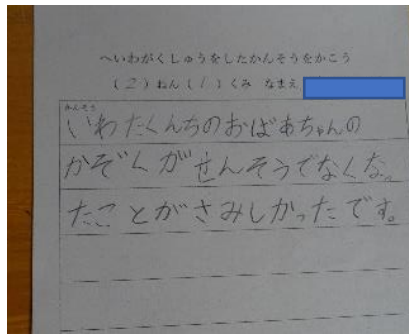 へいわがくしゅうをしたかんそうをかこう
(2)ねん(1)くみ なまえ
かんそう
いわたくんちのおばあちゃんの
かぞくがせんそうでなくなっ
たことがさみしかったです。